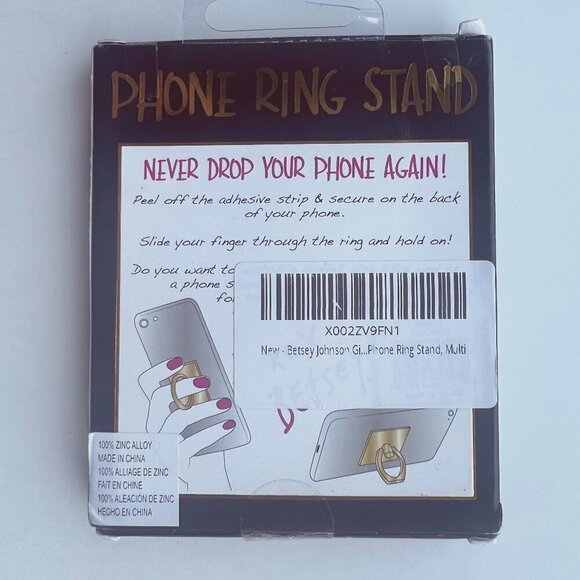 PHONE RING STAND
NEVER DROP YOUR PHONE AGAIN!
Peel off the adhesive strip & secure on the back
of your phone.
Slide your finger through the ring and hold on!
Do you want to
a phone
X002ZV9FN1
New - Betsey Johnson Gi...Phone Ring Stand, Multi
100% ZINC ALLOY
MADE IN CHINA
100% ALLIAGE DE ZINC
FAIT EN CHINE
100% ALEACIÓN DE ZINC
HECHO EN CHINA